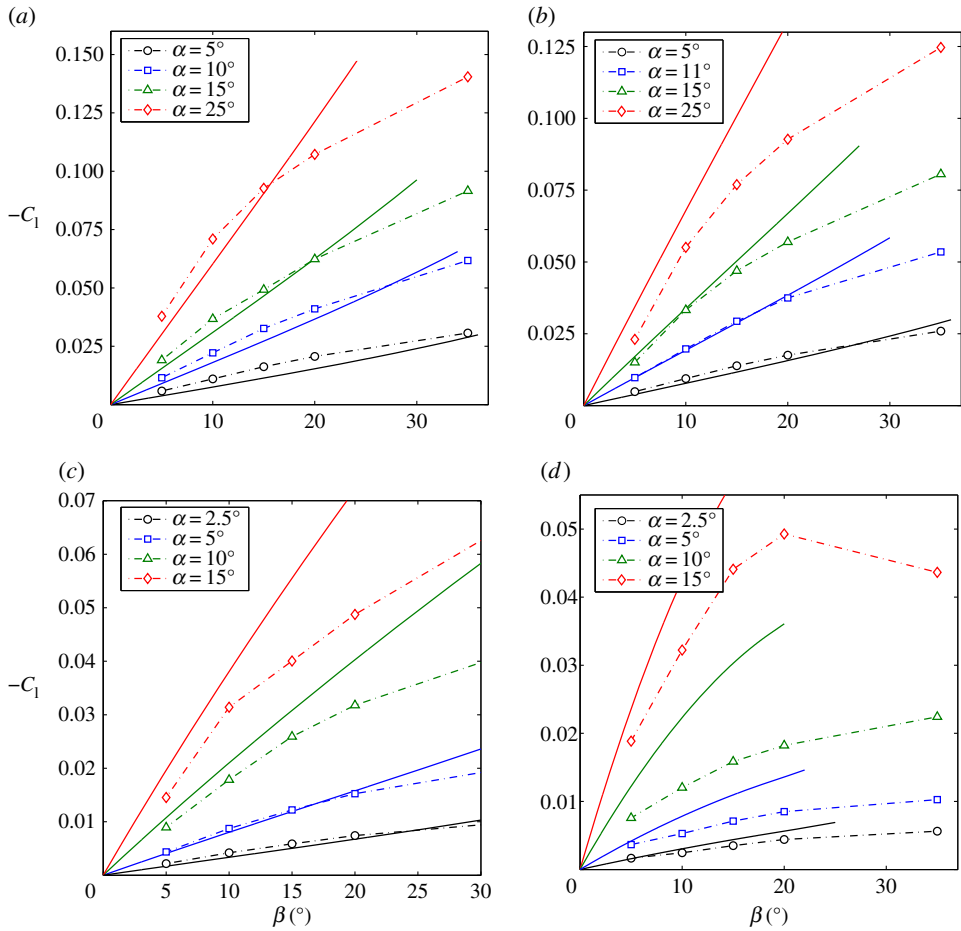 (a)
0.150
0.125
0.100
0.075
0.050
0.025
−Cl
α = 5°
α = 10°
α = 15°
α = 25°
0
10
20
30
(b)
0.125
0.100
0.075
0.050
0.025
α = 5°
α = 11°
α = 15°
α = 25°
0
10
20
30
(c)
0.07
0.06
0.05
0.04
0.03
0.02
0.01
−Cl
α = 2.5°
α = 5°
α = 10°
α = 15°
0
5
10
15
20
25
30
β (°)
(d)
0.05
0.04
0.03
0.02
0.01
α = 2.5°
α = 5°
α = 10°
α = 15°
0
10
20
30
β (°)